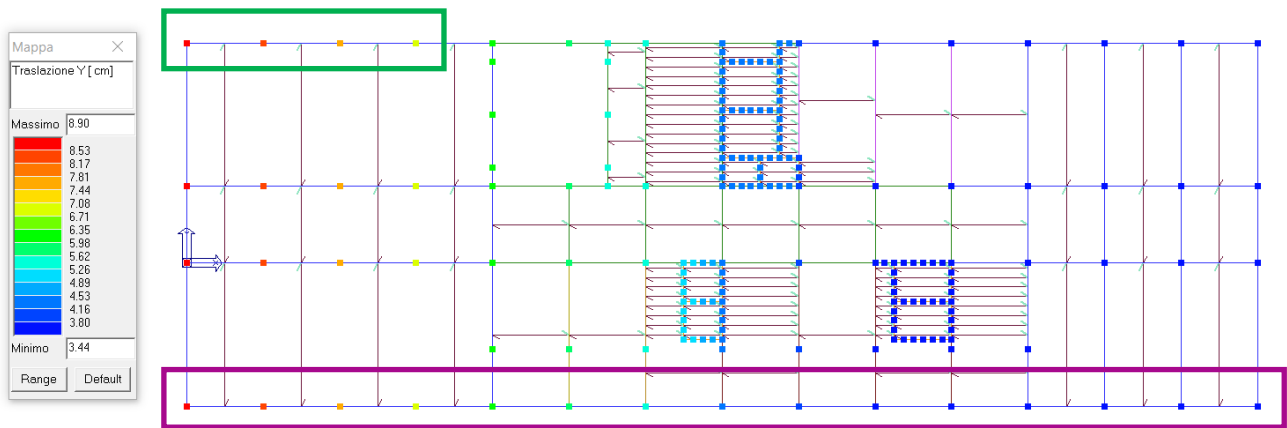 Mappa
Traslazione Y [ cm]
Massimo 8.90
8.53
8.17
7.81
7.44
7.08
6.71
6.35
5.98
5.62
5.26
4.89
4.53
4.16
3.80
Minimo 3.44
Range Default